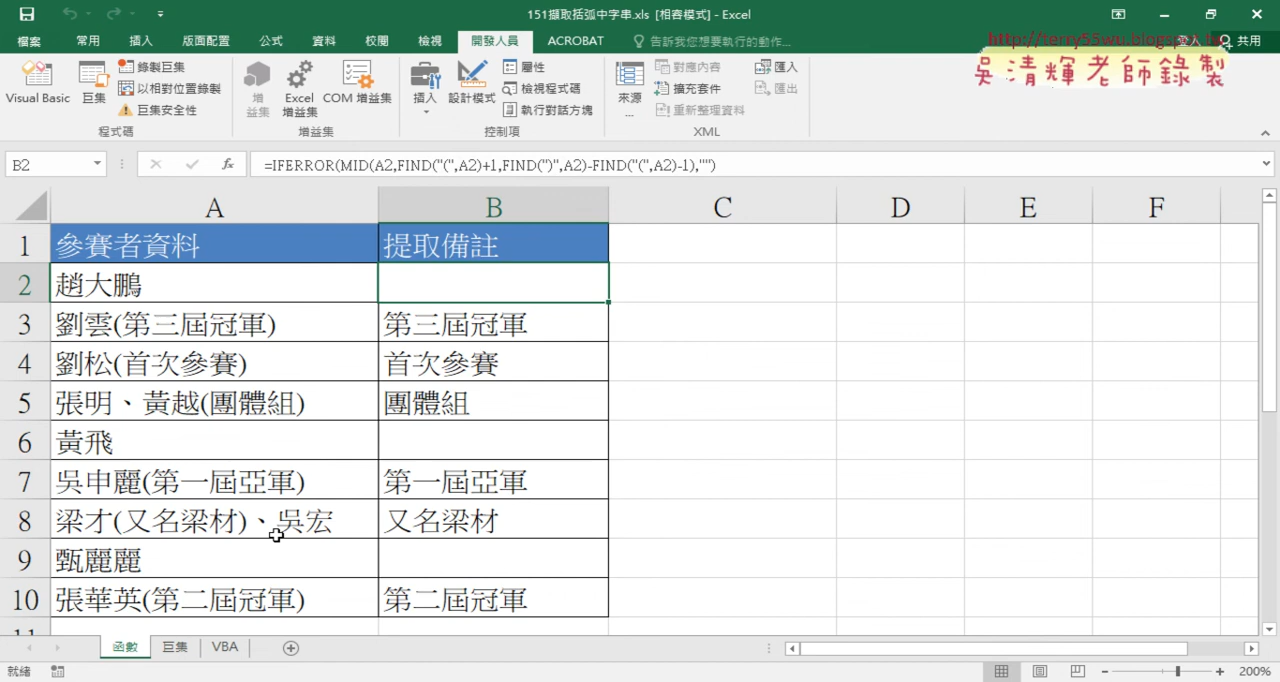 151擷取括弧中字串.xls [相容模式] - Excel
檔案 常用 插入 版面配置 公式 資料 校閱 檢視 開發人員 ACROBAT 告訴我您想要執行的動作... 登入 共用
http://terry55wu.blogspot.tw
吳清輝老師錄製
Visual Basic 巨集 錄製巨集 以相對位置錄製 巨集安全性
程式碼
增益集 Excel 增益集 COM 增益集
增益集
插入 設計模式 屬性 檢視程式碼 執行對話方塊
控制項
來源... 對應內容 擴充套件 重新整理資料 匯入 匯出
XML
B2 fx =IFERROR(MID(A2,FIND("(",A2)+1,FIND(")",A2)-FIND("(",A2)-1),"")
A B C D E F
1 參賽者資料 提取備註
2 趙大鵬
3 劉雲(第三屆冠軍) 第三屆冠軍
4 劉松(首次參賽) 首次參賽
5 張明、黃越(團體組) 團體組
6 黃飛
7 吳申麗(第一屆亞軍) 第一屆亞軍
8 梁才(又名梁材)、吳宏 又名梁材
9 甄麗麗
10 張華英(第二屆冠軍) 第二屆冠軍
11
函數 巨集 VBA
就緒 200%